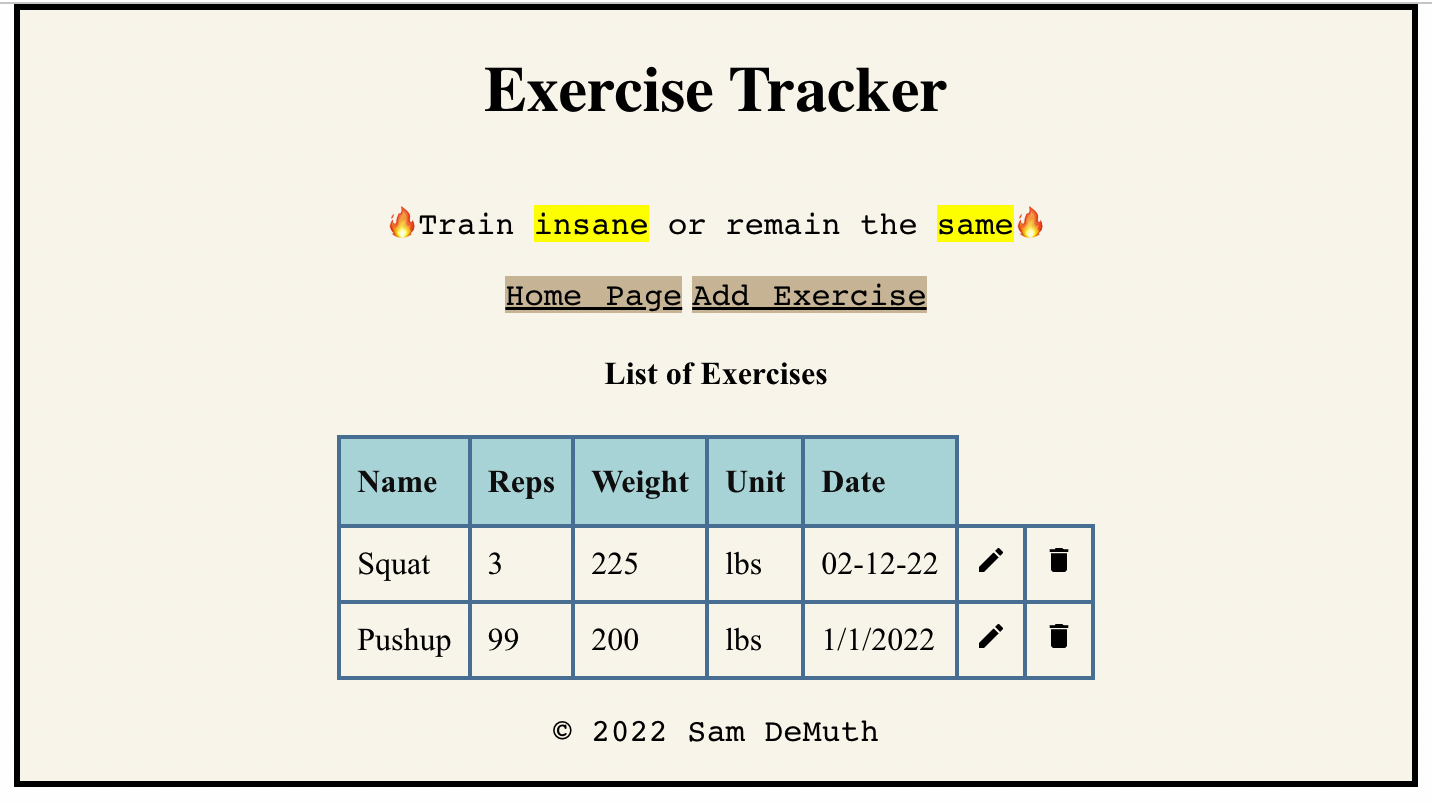 Exercise Tracker
🔥Train insane or remain the same🔥
Home Page Add Exercise
List of Exercises
Name Reps Weight Unit Date
Squat 3 225 lbs 02-12-22
Pushup 99 200 lbs 1/1/2022
© 2022 Sam DeMuth